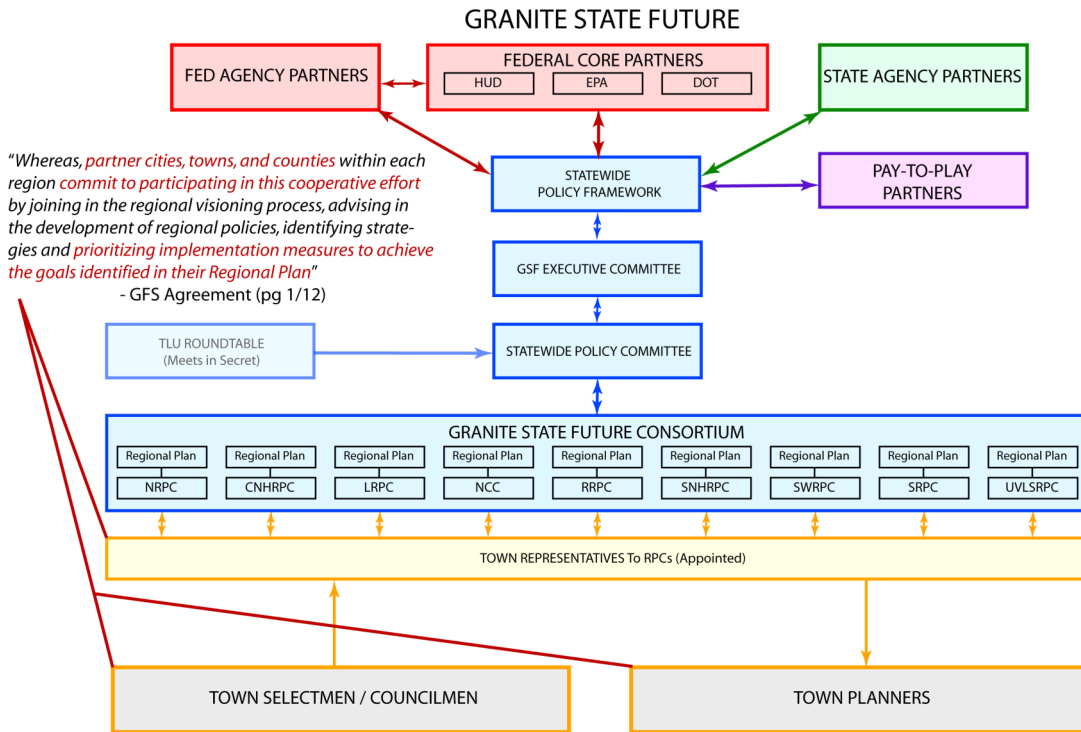 GRANITE STATE FUTURE
FED AGENCY PARTNERS
FEDERAL CORE PARTNERS
HUD
EPA
DOT
STATE AGENCY PARTNERS
“Whereas, partner cities, towns, and counties within each
region commit to participating in this cooperative effort
by joining in the regional visioning process, advising in
the development of regional policies, identifying strate-
gies and prioritizing implementation measures to achieve
the goals identified in their Regional Plan”
- GFS Agreement (pg 1/12)
STATEWIDE
POLICY FRAMEWORK
PAY-TO-PLAY
PARTNERS
GSF EXECUTIVE COMMITTEE
TLU ROUNDTABLE
(Meets in Secret)
STATEWIDE POLICY COMMITTEE
GRANITE STATE FUTURE CONSORTIUM
Regional Plan
Regional Plan
Regional Plan
Regional Plan
Regional Plan
Regional Plan
Regional Plan
Regional Plan
Regional Plan
NRPC
CNHRPC
LRPC
NCC
RRPC
SNHRPC
SWRPC
SRPC
UVLSRPC
TOWN REPRESENTATIVES To RPCs (Appointed)
TOWN SELECTMEN / COUNCILMEN
TOWN PLANNERS